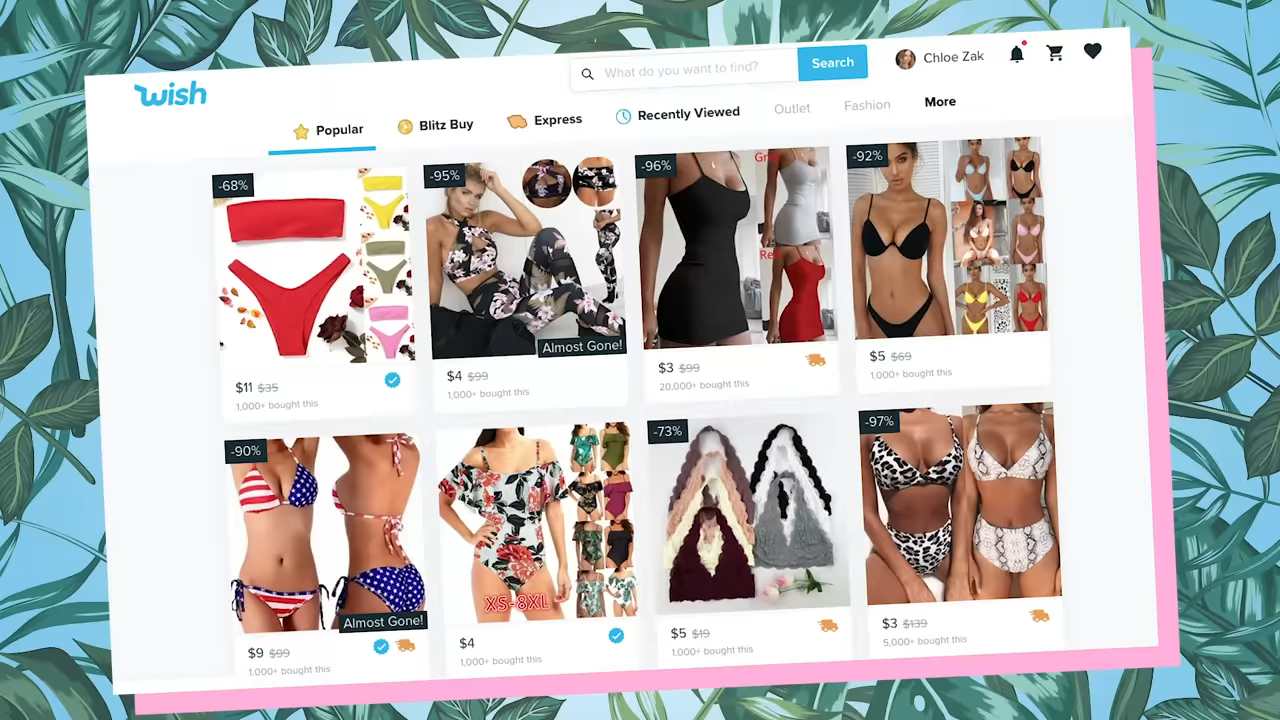 wish
What do you want to find?
Search
Chloe Zak
Popular
Blitz Buy
Express
Recently Viewed
Outlet
Fashion
More
-68%
$11 $35
1,000+ bought this
-95%
Almost Gone!
$4 $99
1,000+ bought this
-96%
Gr
Re
$3 $99
20,000+ bought this
-92%
$5 $69
1,000+ bought this
-90%
Almost Gone!
$9 $99
1,000+ bought this
XS-8XL
$4
1,000+ bought this
-73%
$5 $19
1,000+ bought this
-97%
$3 $139
5,000+ bought this